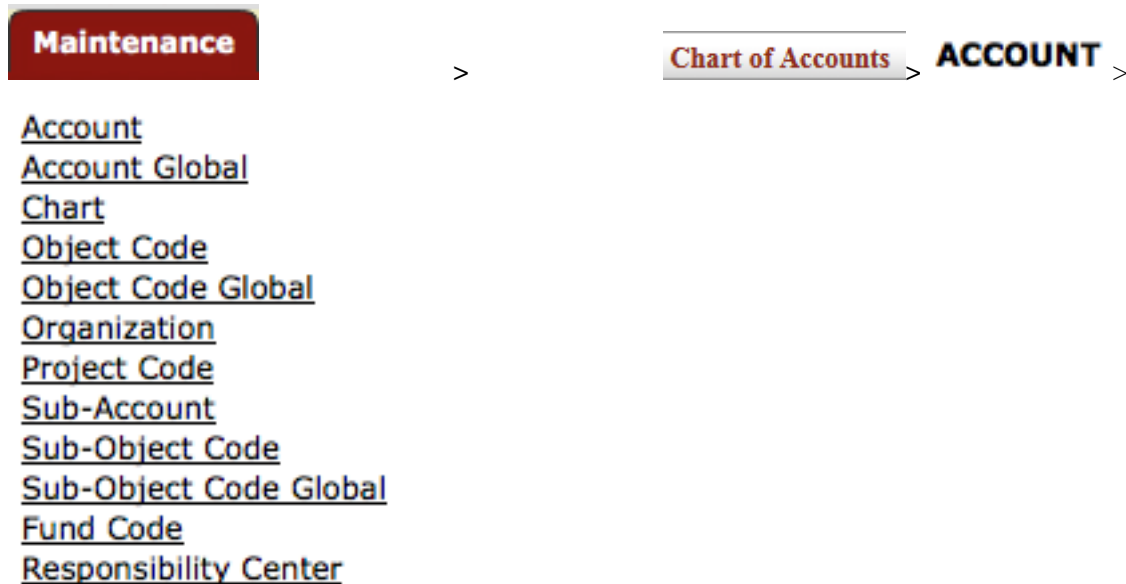 Maintenance > Chart of Accounts > ACCOUNT >
Account
Account Global
Chart
Object Code
Object Code Global
Organization
Project Code
Sub-Account
Sub-Object Code
Sub-Object Code Global
Fund Code
Responsibility Center